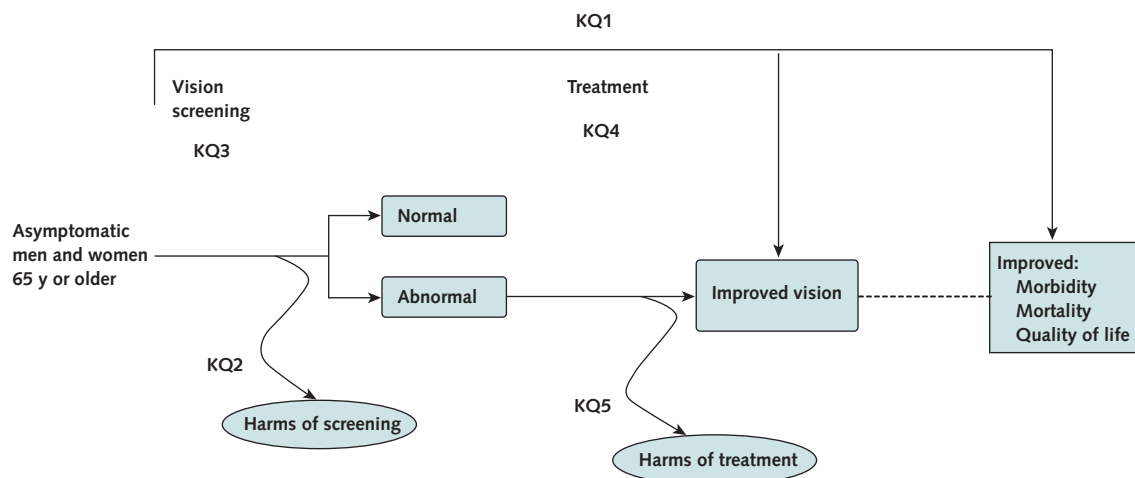 KQ1
Vision
screening
KQ3
Treatment
KQ4
Asymptomatic
men and women
65 y or older
Normal
Abnormal
Improved vision
Improved:
Morbidity
Mortality
Quality of life
KQ2
Harms of screening
KQ5
Harms of treatment